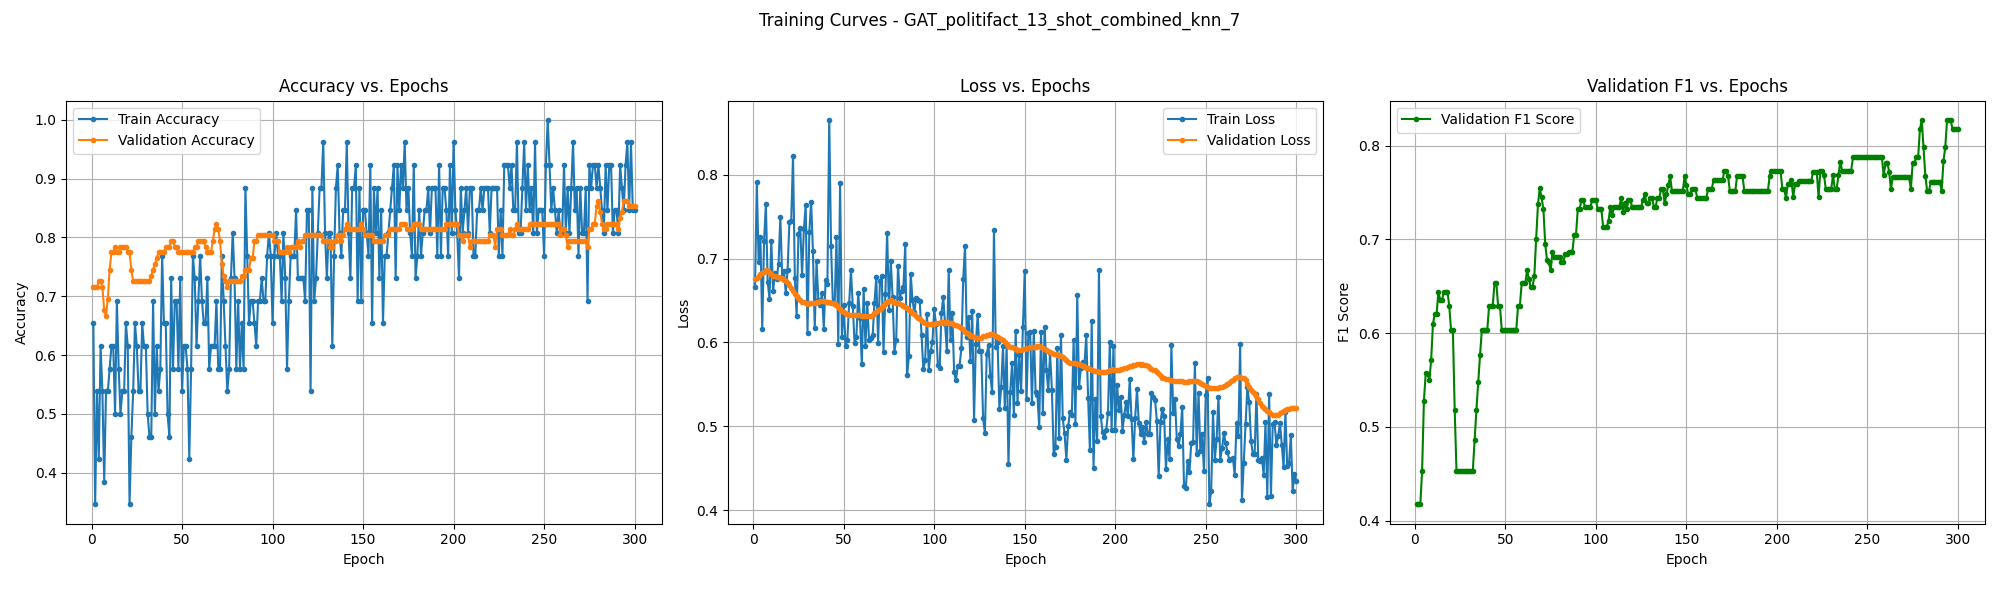 Training Curves - GAT_politifact_13_shot_combined_knn_7
Accuracy vs. Epochs
Train Accuracy
Validation Accuracy
1.0
0.9
0.8
0.7
0.6
0.5
0.4
Accuracy
0 50 100 150 200 250 300
Epoch
Loss vs. Epochs
Train Loss
Validation Loss
0.8
0.7
0.6
0.5
0.4
Loss
0 50 100 150 200 250 300
Epoch
Validation F1 vs. Epochs
Validation F1 Score
0.8
0.7
0.6
0.5
0.4
F1 Score
0 50 100 150 200 250 300
Epoch